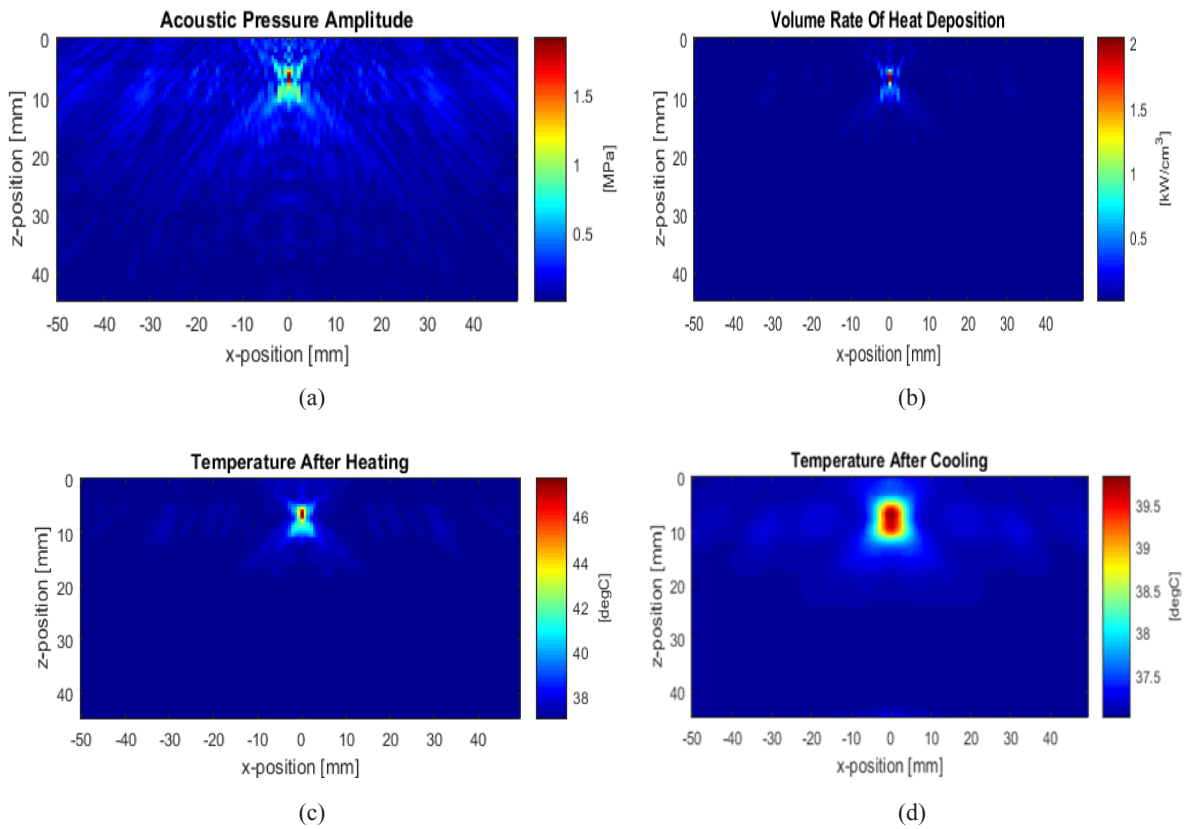 Acoustic Pressure Amplitude
0
10
20
30
40
z-position [mm]
-50 -40 -30 -20 -10 0 10 20 30 40
x-position [mm]
1.5
1
0.5
[MPa]
(a)
Volume Rate Of Heat Deposition
0
10
20
30
40
z-position [mm]
-50 -40 -30 -20 -10 0 10 20 30 40
x-position [mm]
2
1.5
1
0.5
[kW/cm³]
(b)
Temperature After Heating
0
10
20
30
40
z-position [mm]
-50 -40 -30 -20 -10 0 10 20 30 40
x-position [mm]
46
44
42
40
38
[degC]
(c)
Temperature After Cooling
0
10
20
30
40
z-position [mm]
-50 -40 -30 -20 -10 0 10 20 30 40
x-position [mm]
39.5
39
38.5
38
37.5
[degC]
(d)